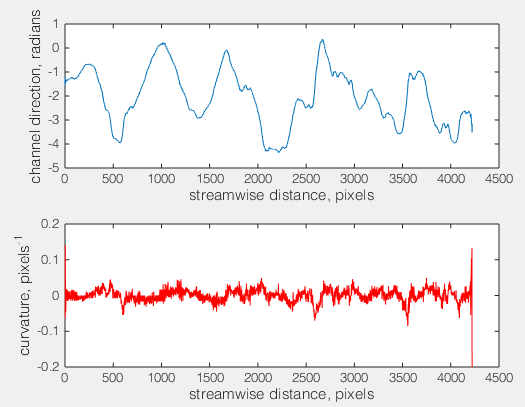 channel direction, radians
1
0
-1
-2
-3
-4
-5
0 500 1000 1500 2000 2500 3000 3500 4000 4500
streamwise distance, pixels
curvature, pixels-1
0.2
0.1
0
-0.1
-0.2
0 500 1000 1500 2000 2500 3000 3500 4000 4500
streamwise distance, pixels